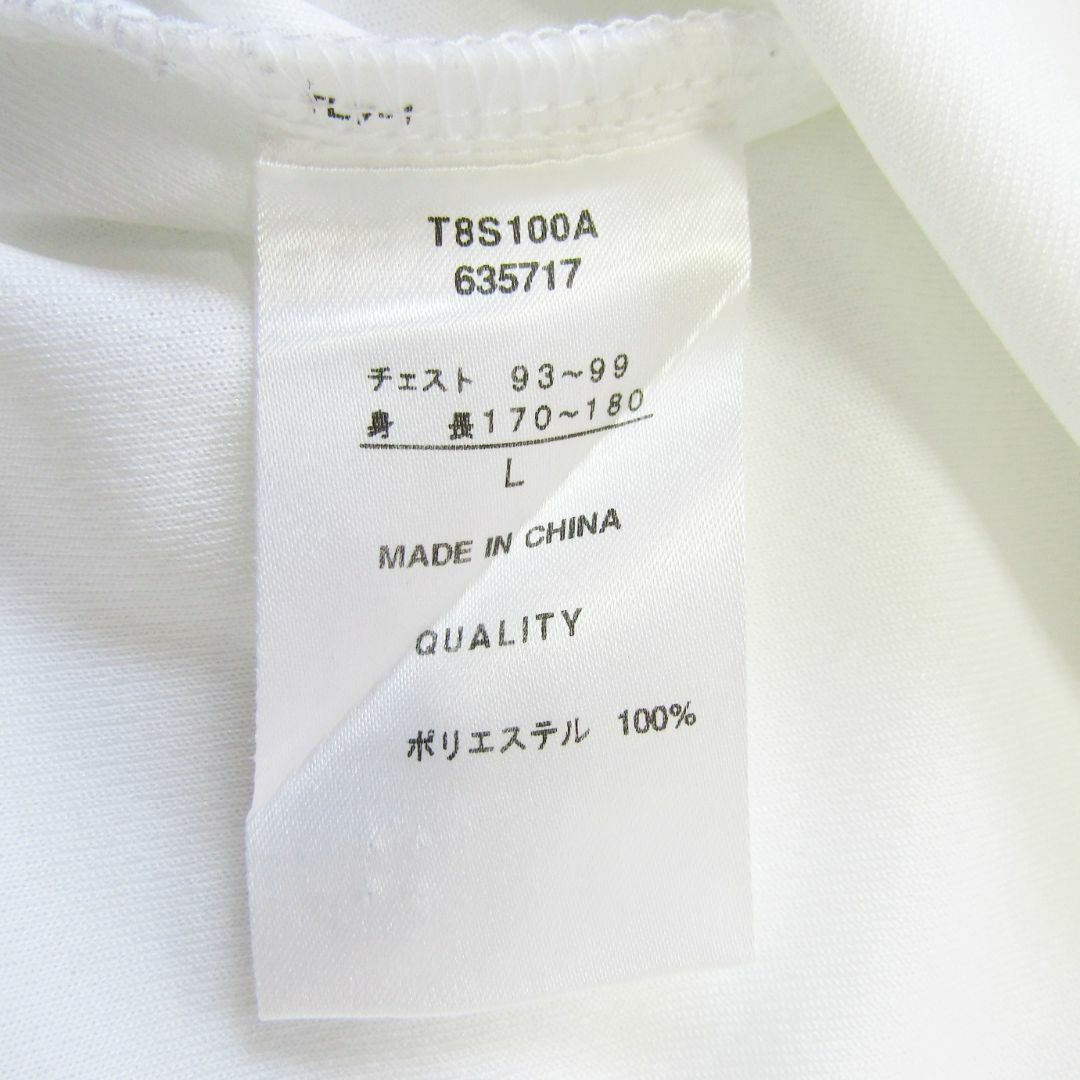 T8S100A
635717
チェスト 93~99
身 長170~180
L
MADE IN CHINA
QUALITY
ポリエステル 100%